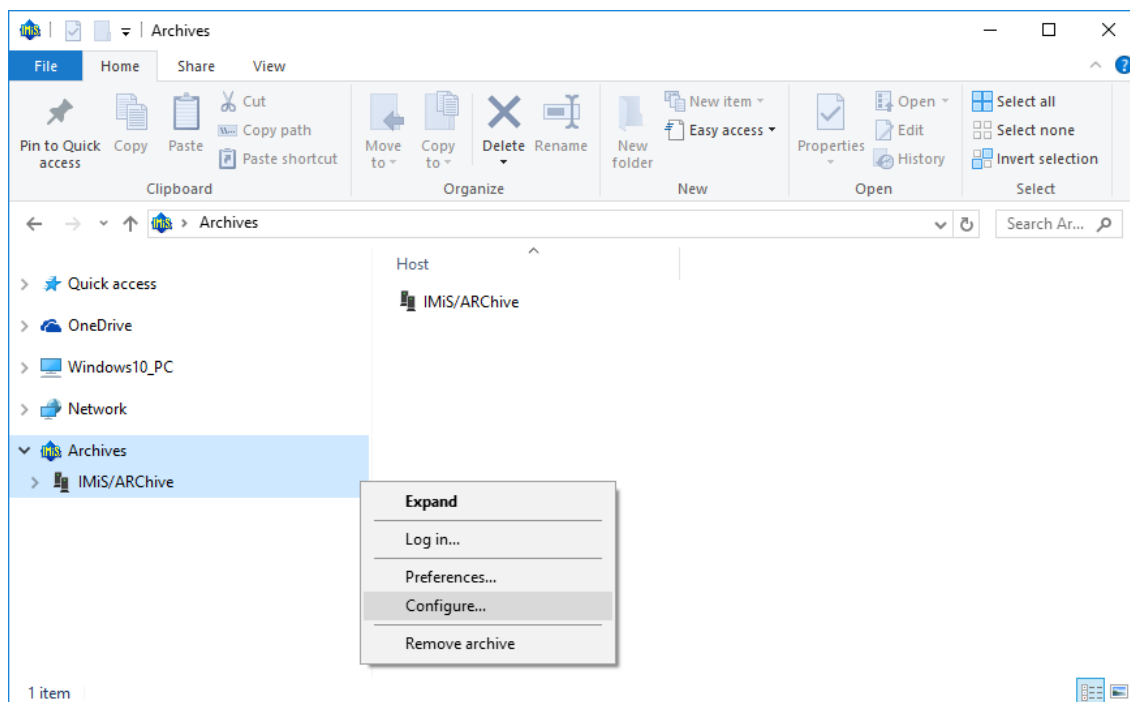 IMiS Archives
File Home Share View
?
Pin to Quick access
Copy
Paste
Cut
Copy path
Paste shortcut
Move to
Copy to
Delete
Rename
New folder
New item
Easy access
Properties
Open
Edit
History
Select all
Select none
Invert selection
Clipboard Organize New Open Select
IMiS > Archives
Search Ar...
Host
IMiS/ARChive
Quick access
OneDrive
Windows10_PC
Network
IMiS Archives
IMiS/ARChive
Expand
Log in...
Preferences...
Configure...
Remove archive
1 item